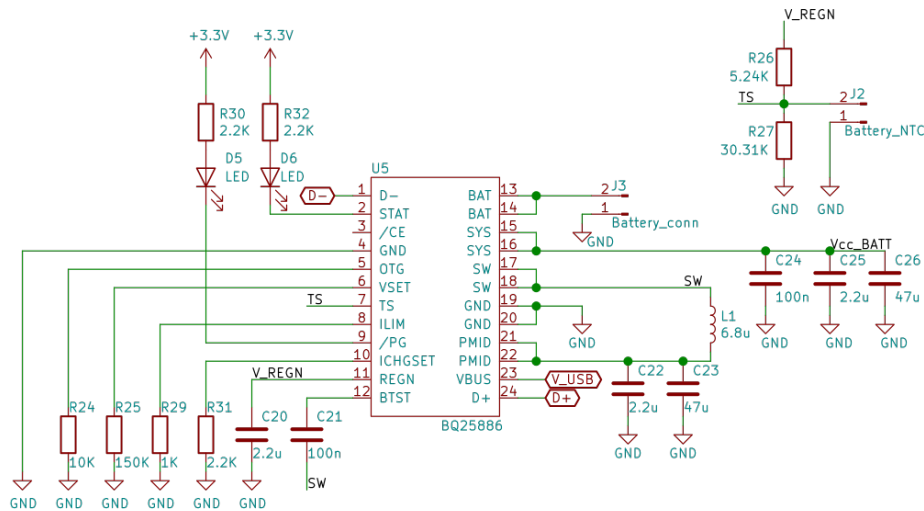 +3.3V
+3.3V
V_REGN
R26
5.24K
TS
2
J2
1
Battery_NTC
R27
30.31K
GND
GND
R30
2.2K
R32
2.2K
D5
LED
D6
LED
U5
D-
1
D-
2
STAT
3
/CE
4
GND
5
OTG
6
VSET
TS
7
TS
8
ILIM
9
/PG
10
ICHGSET
V_REGN
11
REGN
12
BTST
BAT
13
BAT
14
SYS
15
SYS
16
SW
17
SW
18
GND
19
GND
20
PMID
21
PMID
22
VBUS
23
V_USB
D+
24
D+
BQ25886
2
J3
1
Battery_conn
GND
Vcc_BATT
C24
100n
C25
2.2u
C26
47u
GND
GND
GND
SW
L1
6.8u
GND
C22
2.2u
C23
47u
GND
GND
R24
10K
R25
150K
R29
1K
R31
2.2K
C20
2.2u
C21
100n
SW
GND
GND
GND
GND
GND
GND